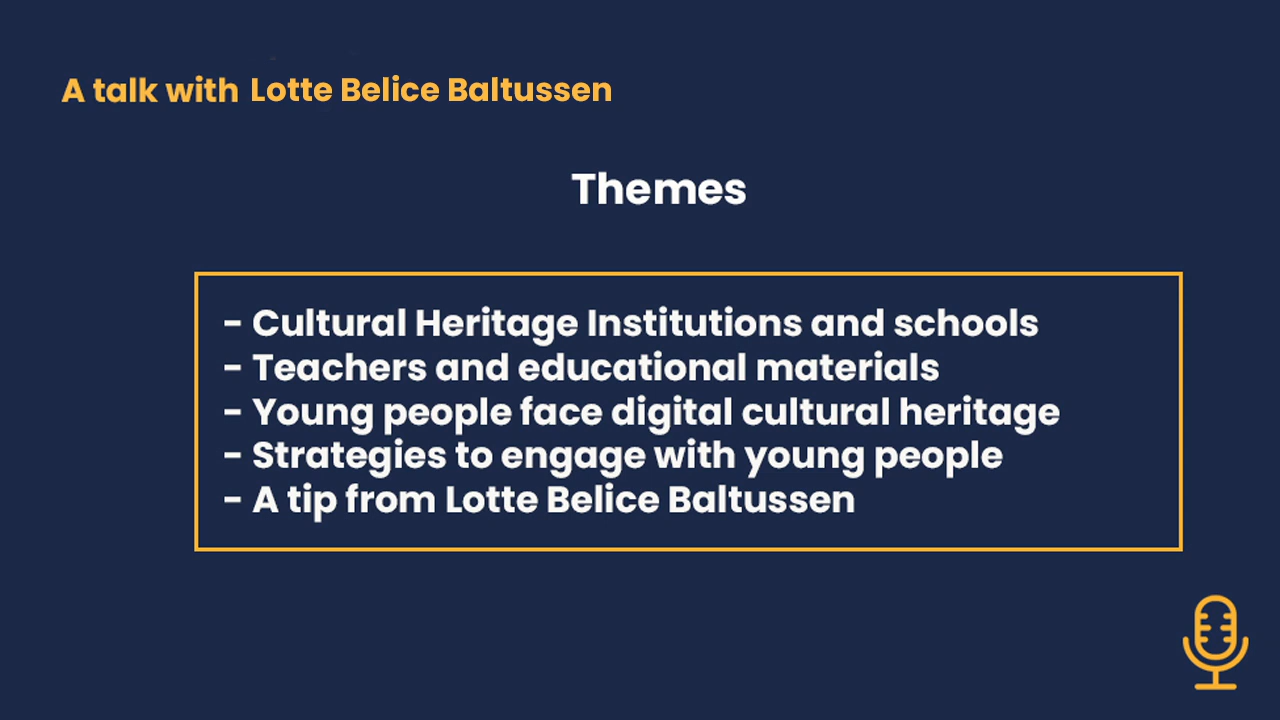 A talk with Lotte Belice Baltussen
Themes
- Cultural Heritage Institutions and schools
- Teachers and educational materials
- Young people face digital cultural heritage
- Strategies to engage with young people
- A tip from Lotte Belice Baltussen